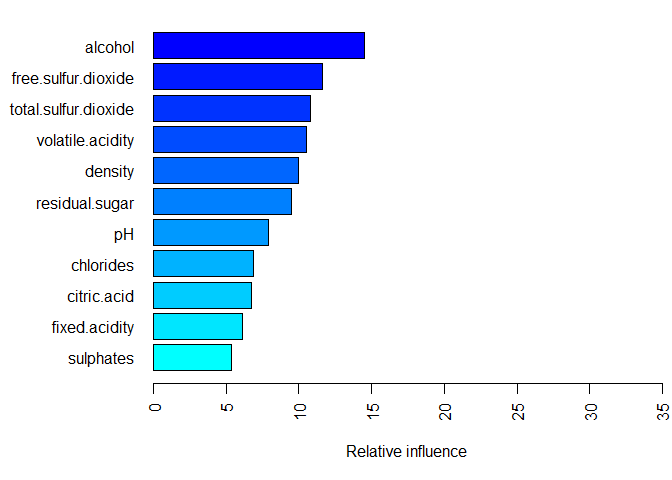 alcohol
free.sulfur.dioxide
total.sulfur.dioxide
volatile.acidity
density
residual.sugar
pH
chlorides
citric.acid
fixed.acidity
sulphates
0 5 10 15 20 25 30 35
Relative influence